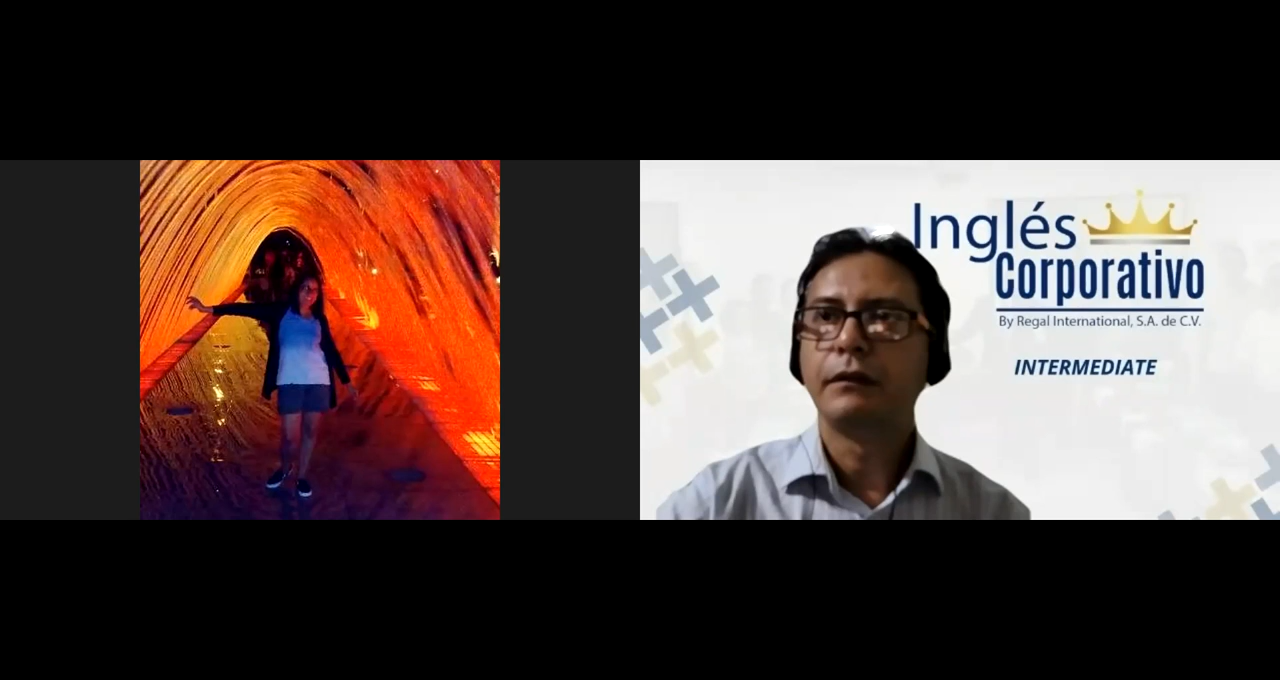 Inglés
Corporativo
By Regal International, S.A. de C.V.
INTERMEDIATE